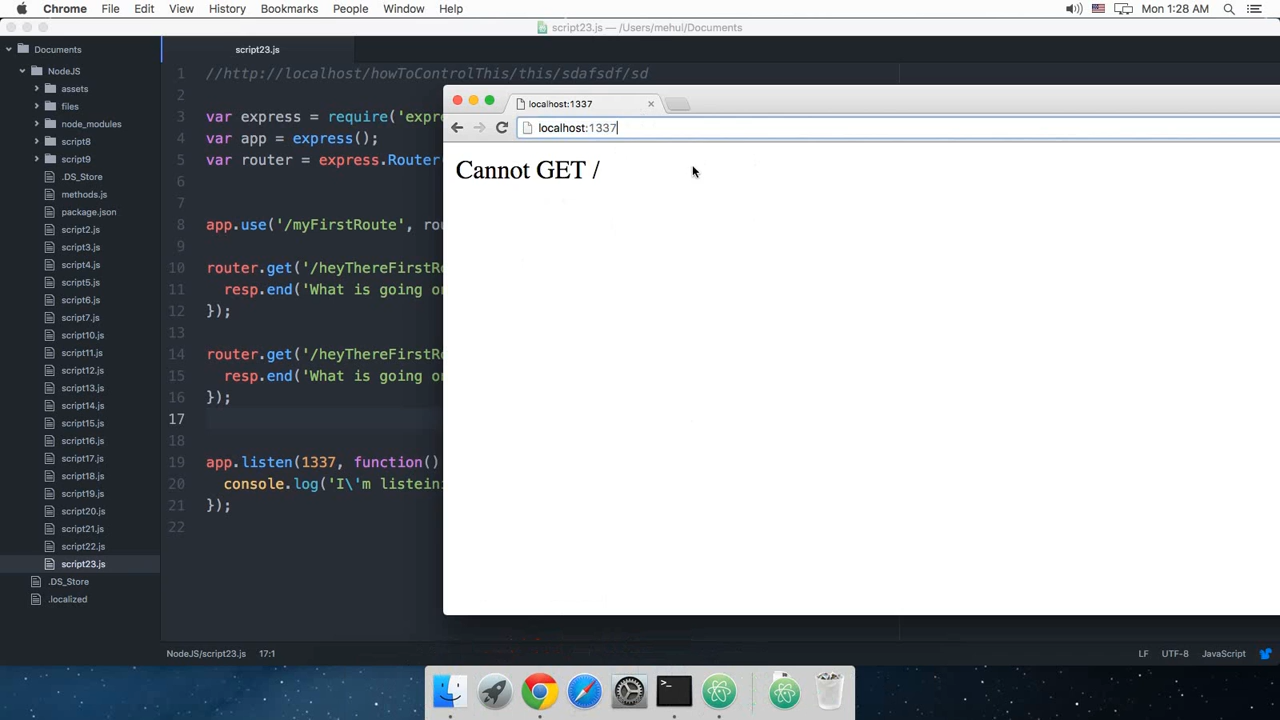 Chrome File Edit View History Bookmarks People Window Help Mon 1:28 AM
script23.js — /Users/mehul/Documents
Documents
NodeJS
assets
files
node_modules
script8
script9
.DS_Store
methods.js
package.json
script2.js
script3.js
script4.js
script5.js
script6.js
script7.js
script10.js
script11.js
script12.js
script13.js
script14.js
script15.js
script16.js
script17.js
script18.js
script19.js
script20.js
script21.js
script22.js
script23.js
.DS_Store
.localized
script23.js
1 //http://localhost/howToControlThis/this/sdafsdf/sd
2
3 var express = require('expre
4 var app = express();
5 var router = express.Router
6
7
8 app.use('/myFirstRoute', rou
9
10 router.get('/heyThereFirstRo
11 resp.end('What is going on
12 });
13
14 router.get('/heyThereFirstRo
15 resp.end('What is going on
16 });
17
18
19 app.listen(1337, function()
20 console.log('I\'m listeini
21 });
22
localhost:1337
localhost:1337
Cannot GET /
NodeJS/script23.js 17:1 LF UTF-8 JavaScript